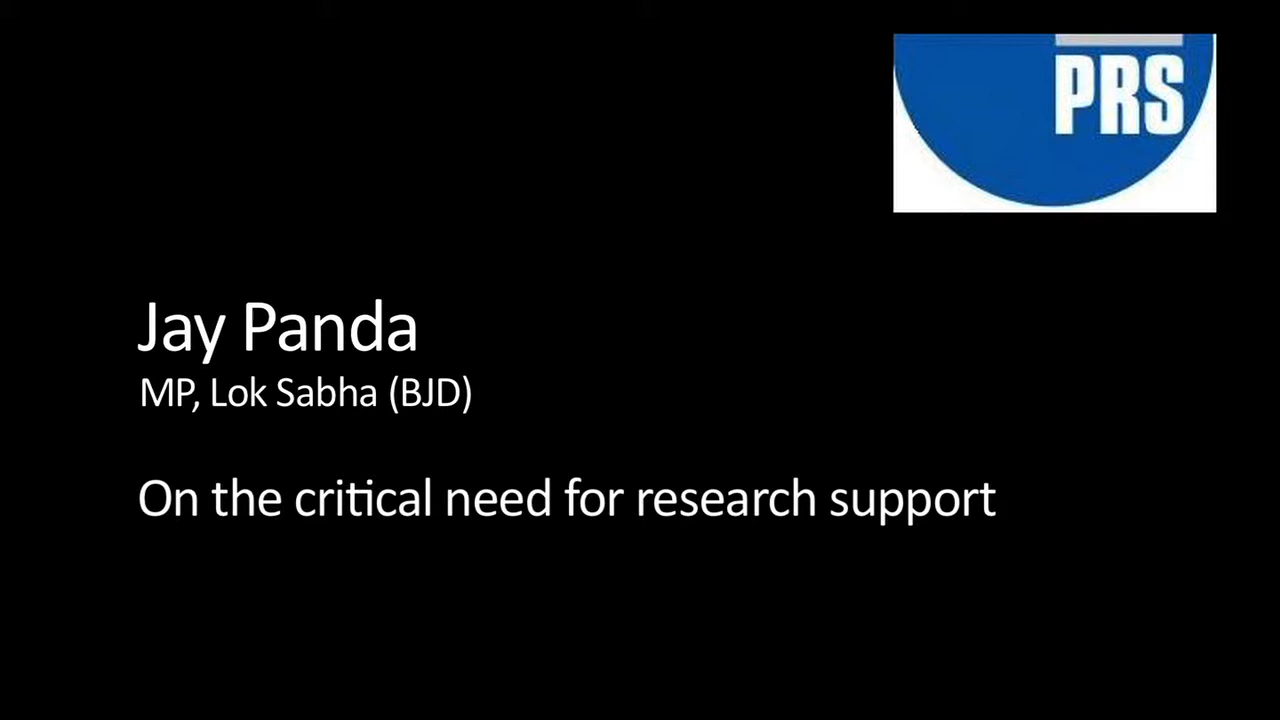 PRS
Jay Panda
MP, Lok Sabha (BJD)
On the critical need for research support